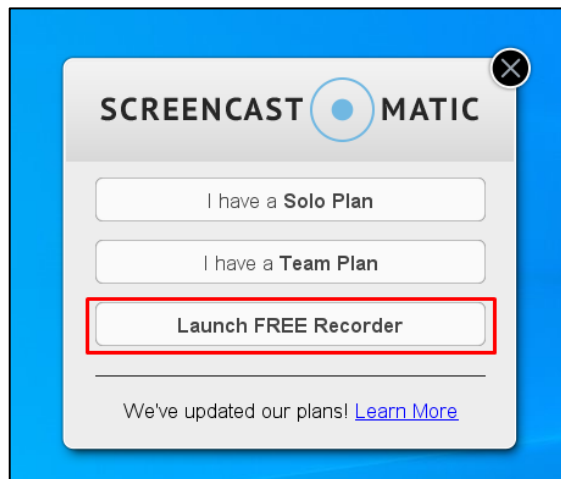 SCREENCAST MATIC
I have a Solo Plan
I have a Team Plan
Launch FREE Recorder
We've updated our plans! Learn More